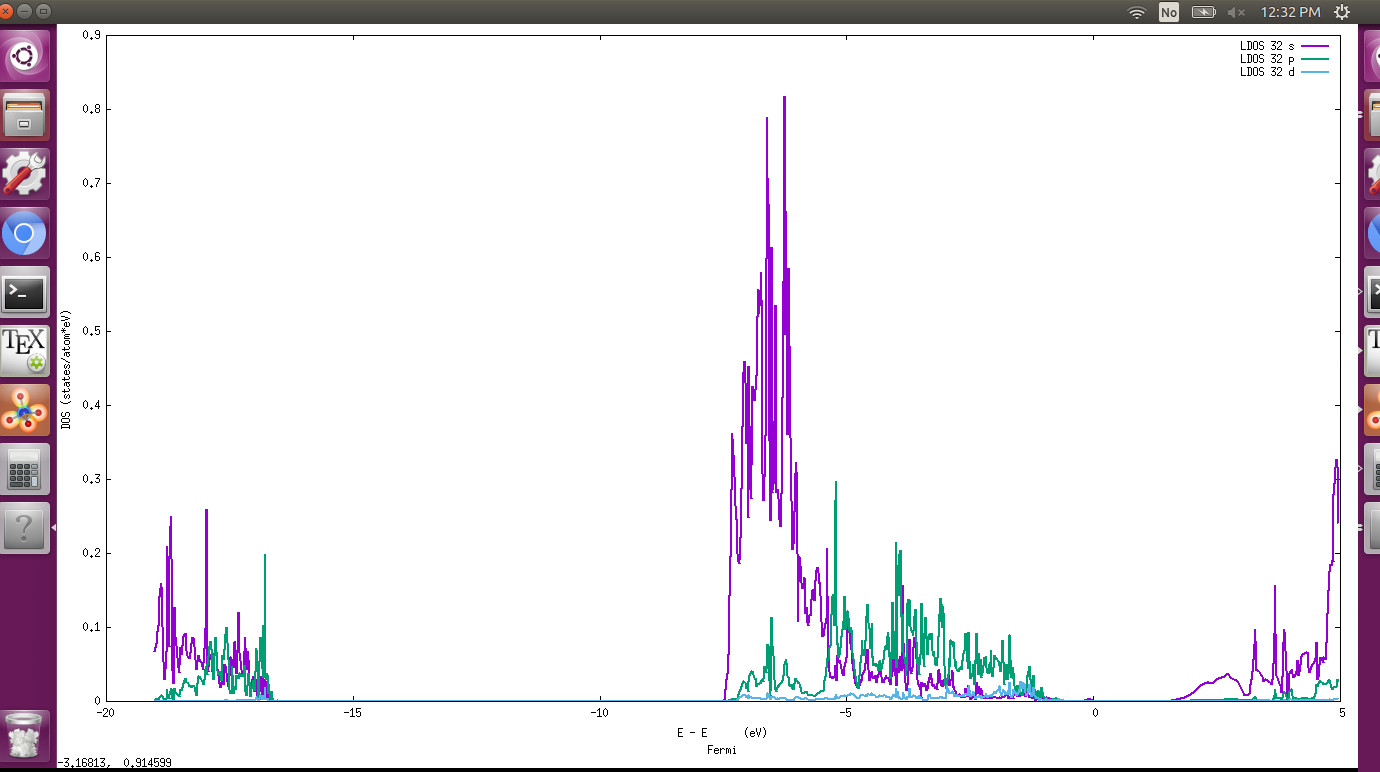 No
12:32 PM
LDOS 32 s
LDOS 32 p
LDOS 32 d
0.9
0.8
0.7
0.6
0.5
0.4
0.3
0.2
0.1
0
DOS (states/atom*eV)
-20 -15 -10 -5 0 5
E - E (eV)
Fermi
-3.16813, 0.914599
>_
TEX
?